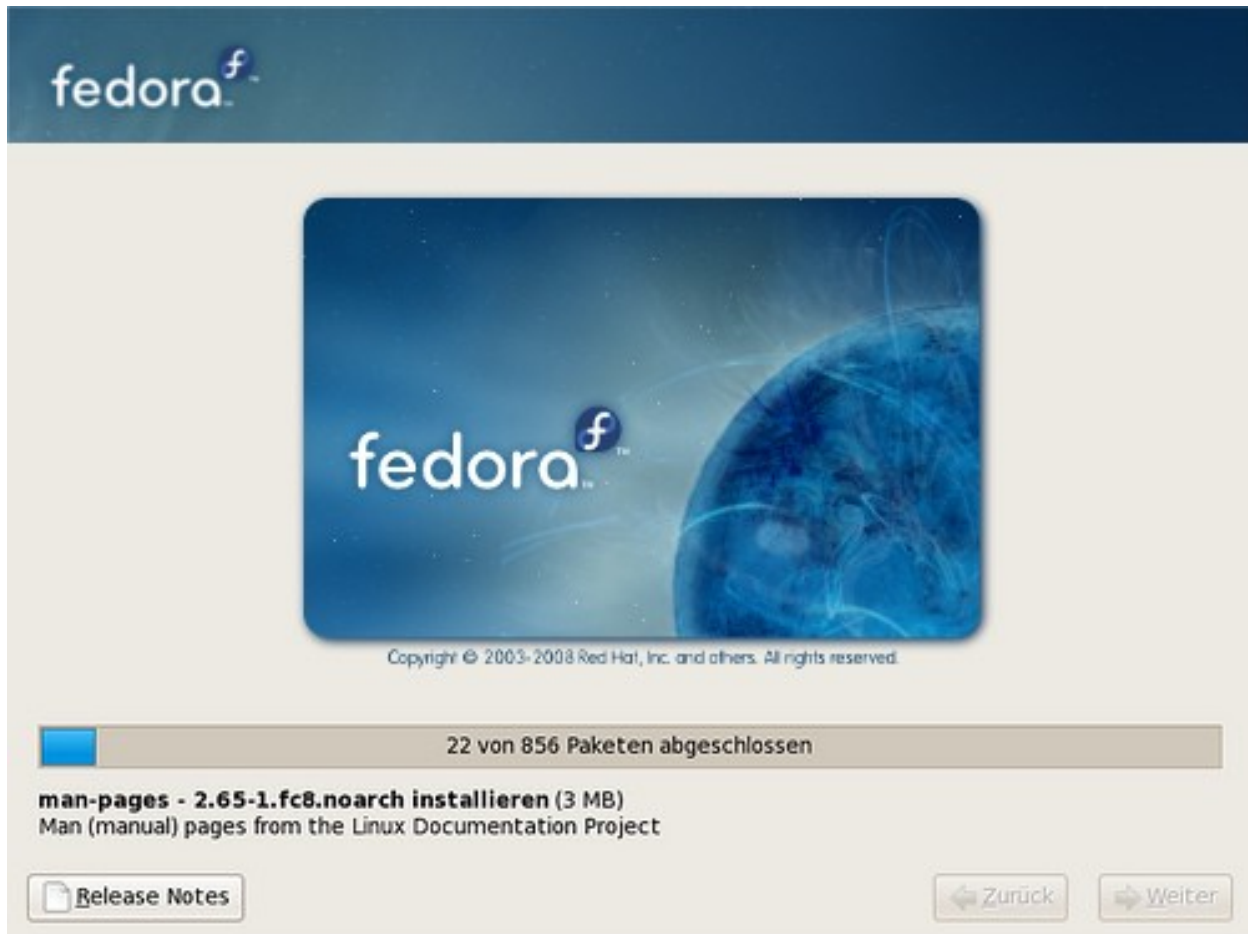 fedora
fedora
Copyright © 2003-2008 Red Hat, Inc. and others. All rights reserved.
22 von 856 Paketen abgeschlossen
man-pages - 2.65-1.fc8.noarch installieren (3 MB)
Man (manual) pages from the Linux Documentation Project
Release Notes
Zurück
Weiter